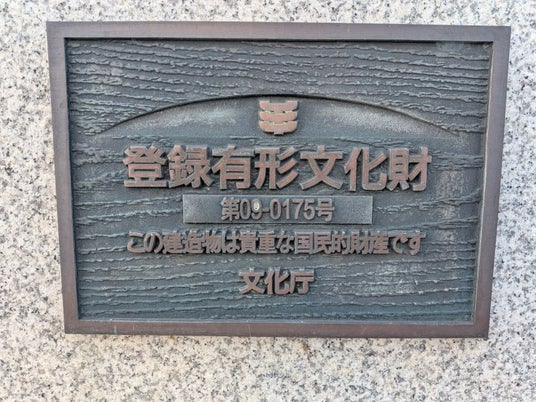 登録有形文化財
第09-0175号
この建造物は貴重な国民的財産です
文化庁